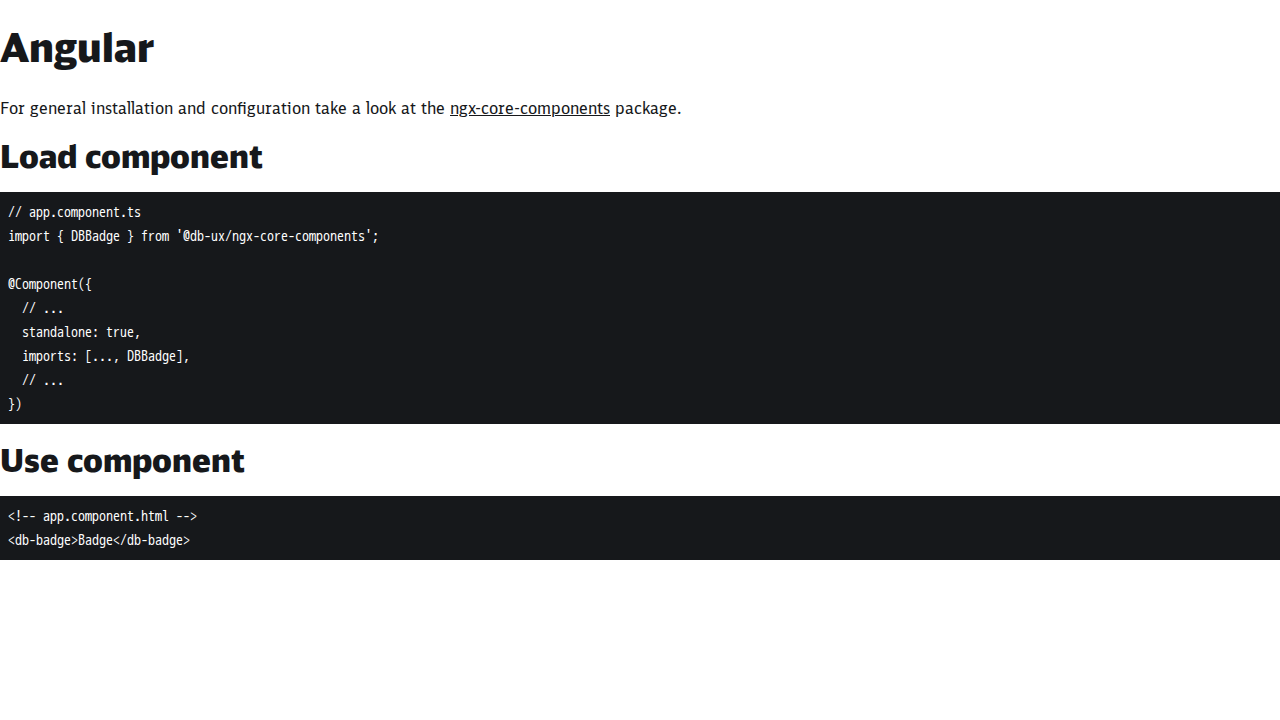 Angular
For general installation and configuration take a look at the ngx-core-components package.
Load component
// app.component.ts
import { DBBadge } from '@db-ux/ngx-core-components';

@Component({
  // ...
  standalone: true,
  imports: [..., DBBadge],
  // ...
})
Use component
<!-- app.component.html -->
<db-badge>Badge</db-badge>